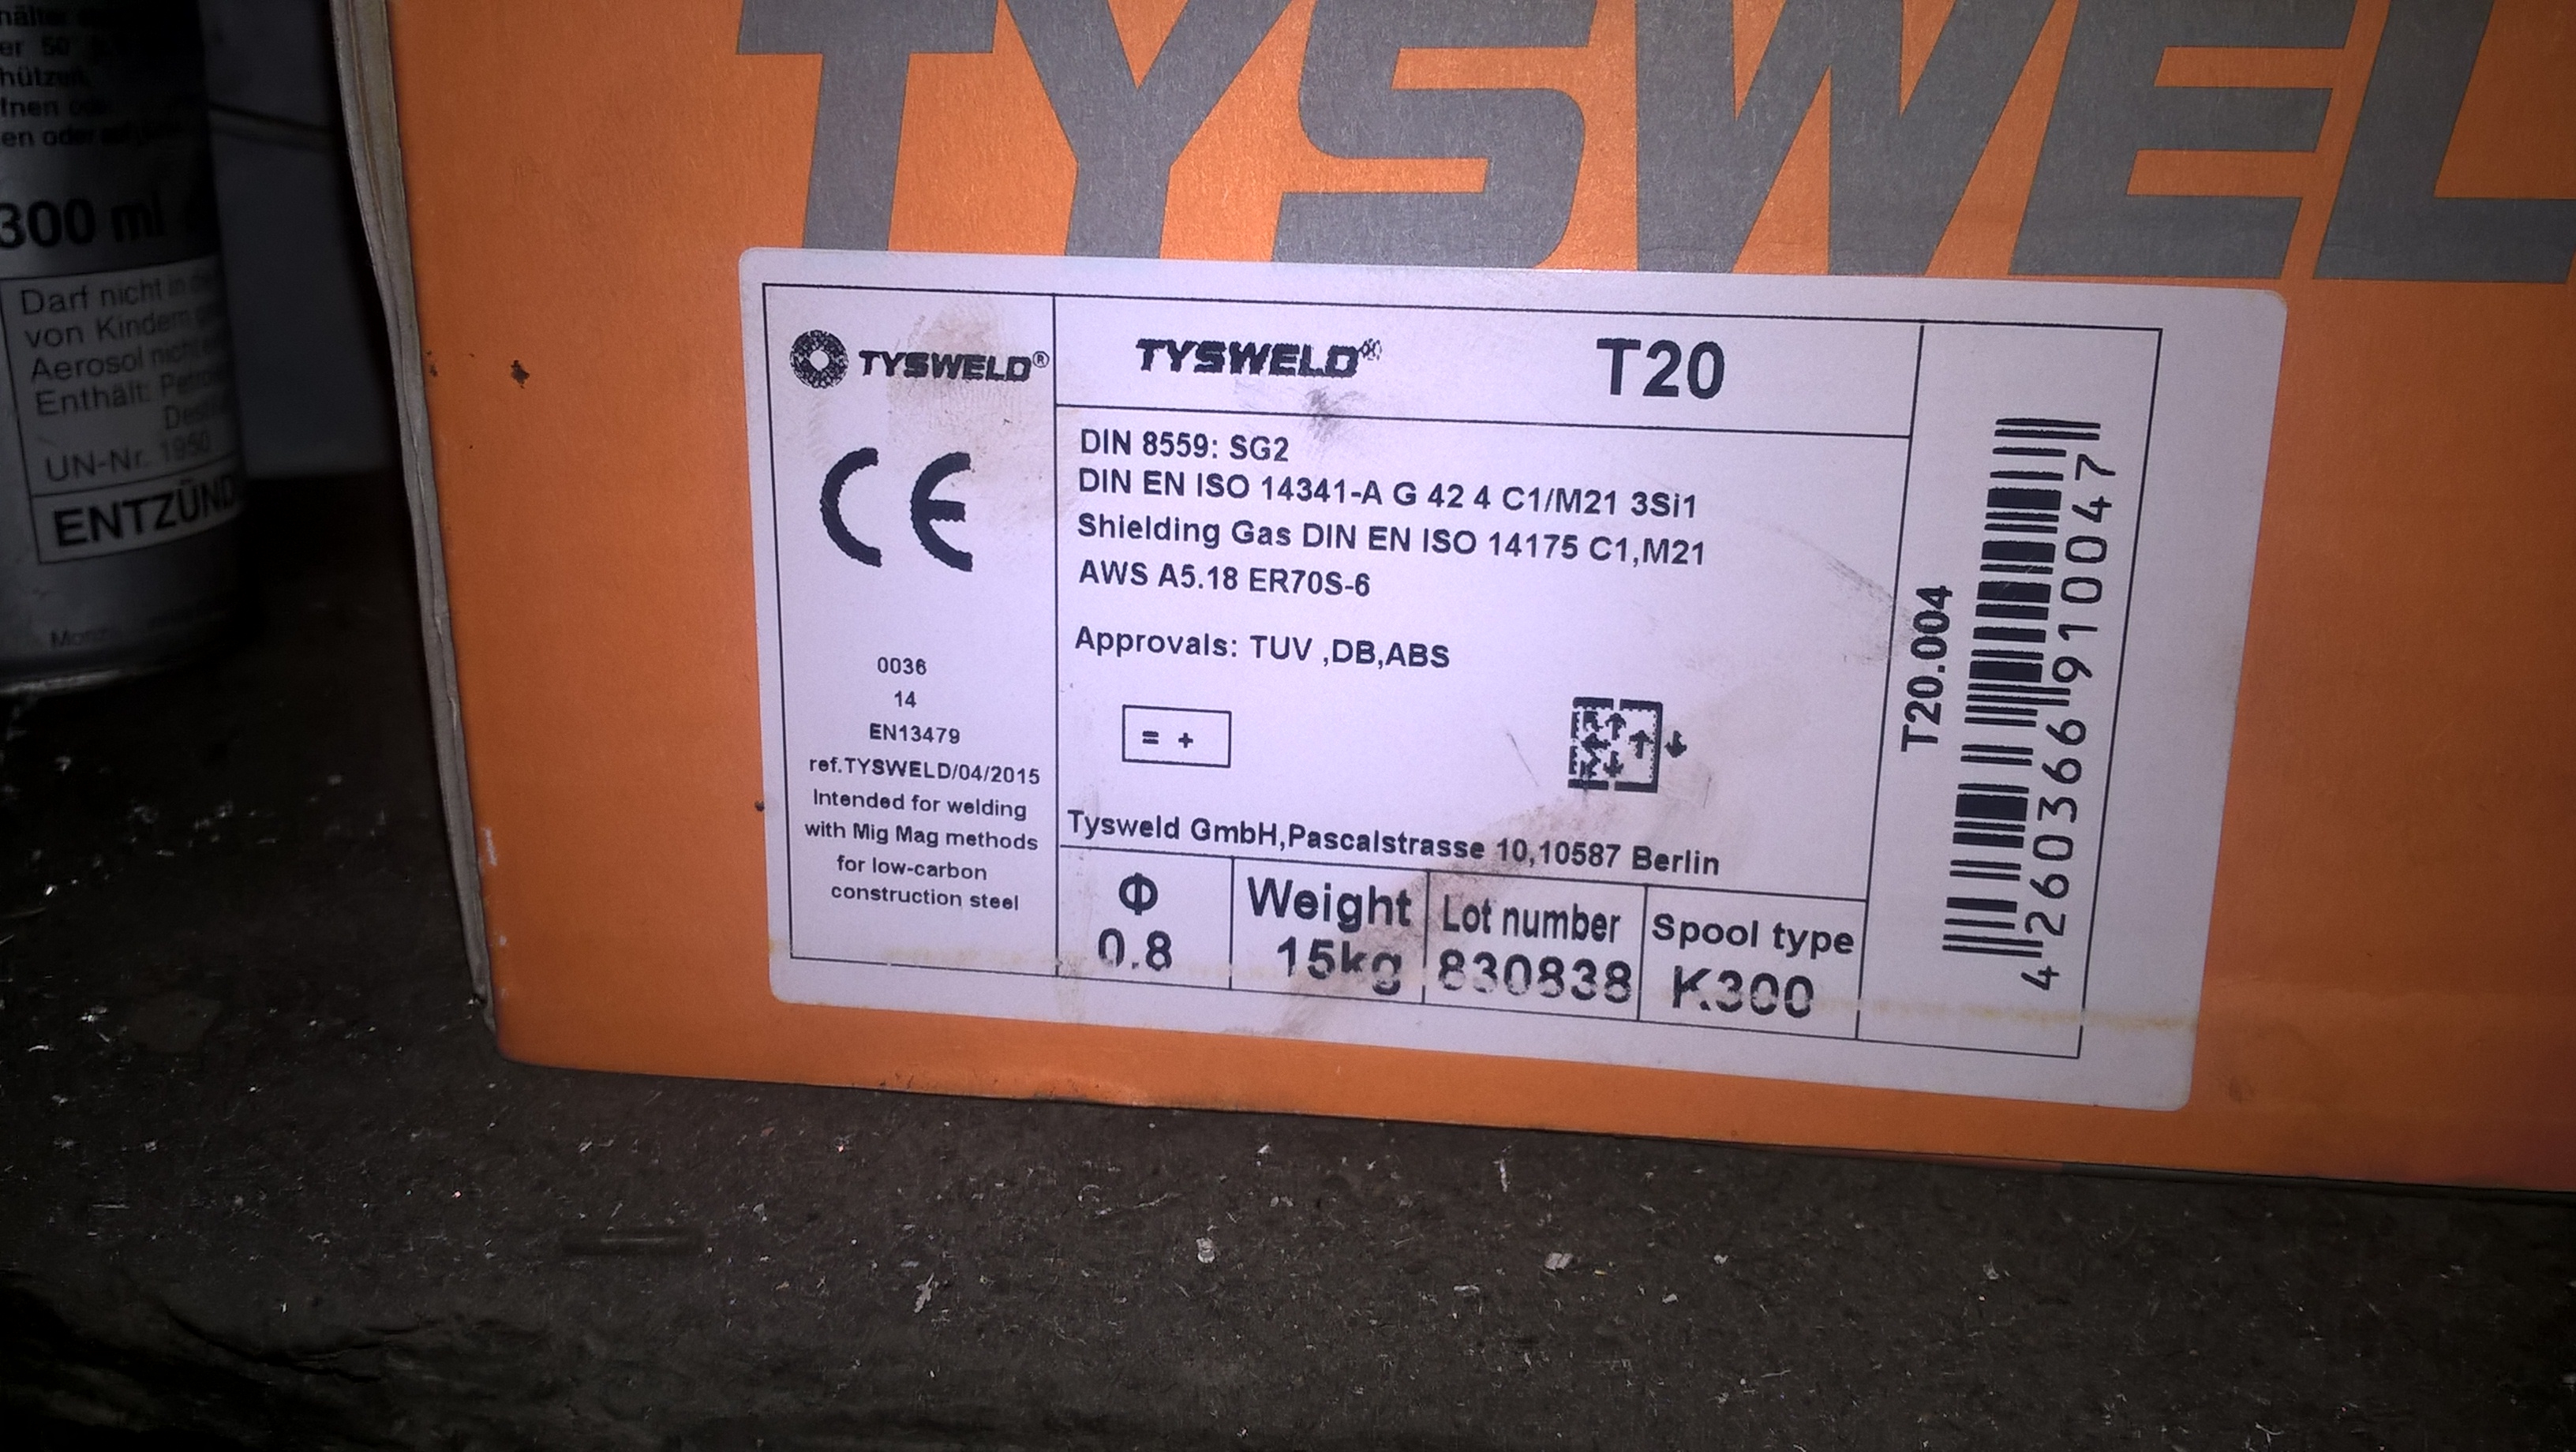 TYSWEL
TYSWELD®
TYSWELD® T20
DIN 8559: SG2
DIN EN ISO 14341-A G 42 4 C1/M21 3Si1
Shielding Gas DIN EN ISO 14175 C1,M21
AWS A5.18 ER70S-6
Approvals: TUV ,DB,ABS
= +
Tysweld GmbH,Pascalstrasse 10,10587 Berlin
CE
0036
14
EN13479
ref.TYSWELD/04/2015
Intended for welding
with Mig Mag methods
for low-carbon
construction steel
Φ
0.8
Weight
15kg
Lot number
830838
Spool type
K300
T20.004
4260366910047
er 50
300 ml
Darf nicht in
von Kindern
Aerosol nicht
Enthält:
UN-Nr. 1950